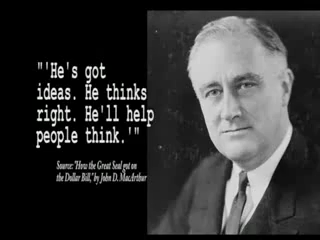 "'He's got
ideas. He thinks
right. He'll help
people think.'"
Source: "How the Great Seal got on
the Dollar Bill," by John D. MacArthur